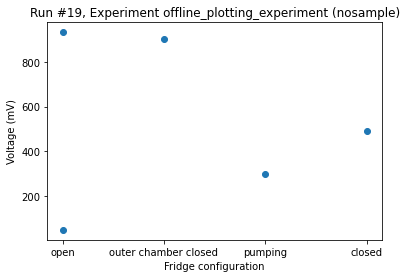 Run #19, Experiment offline_plotting_experiment (nosample)
800
600
400
200
Voltage (mV)
open
outer chamber closed
pumping
closed
Fridge configuration